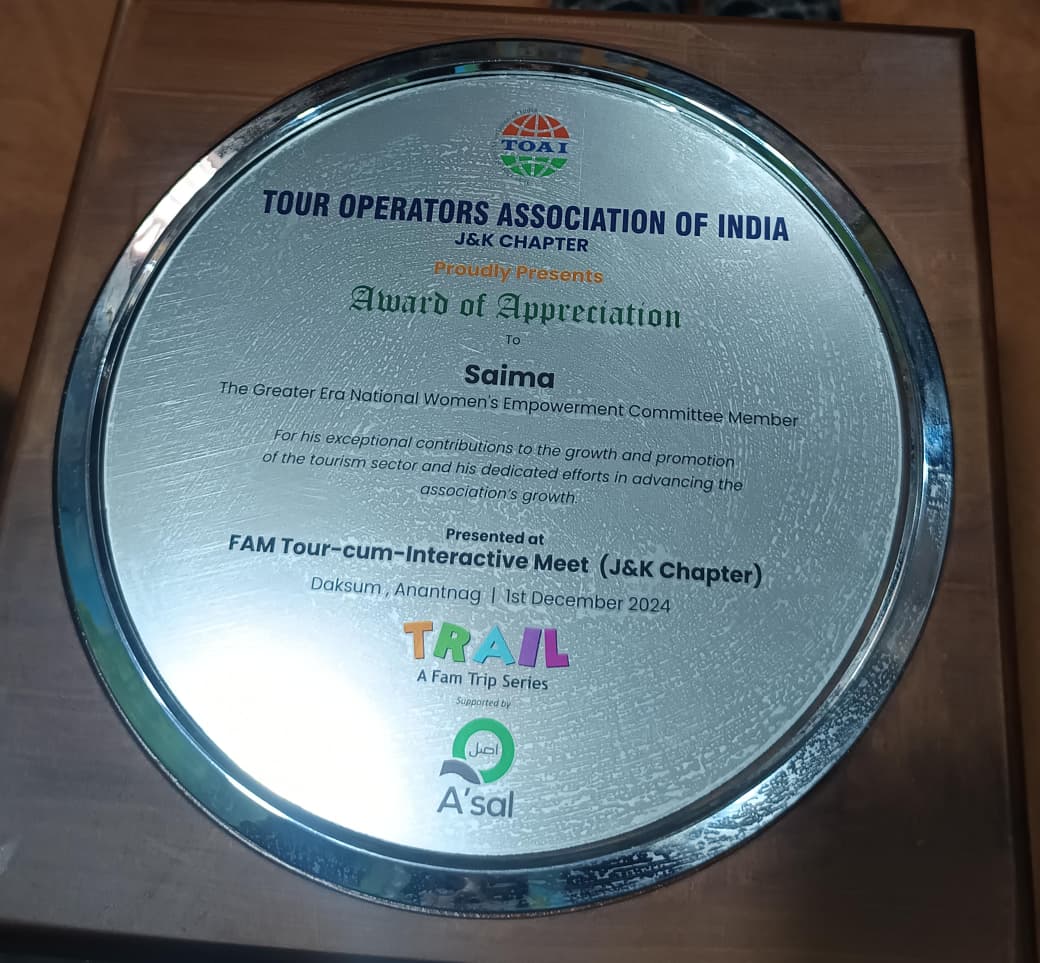 TOAI
TOUR OPERATORS ASSOCIATION OF INDIA
J&K CHAPTER
Proudly Presents
Award of Appreciation
To
Saima
The Greater Era National Women's Empowerment Committee Member
For his exceptional contributions to the growth and promotion
of the tourism sector and his dedicated efforts in advancing the
association's growth.
Presented at
FAM Tour-cum-Interactive Meet (J&K Chapter)
Daksum , Anantnag | 1st December 2024
TRAIL
A Fam Trip Series
Supported by
اصل
A'sal